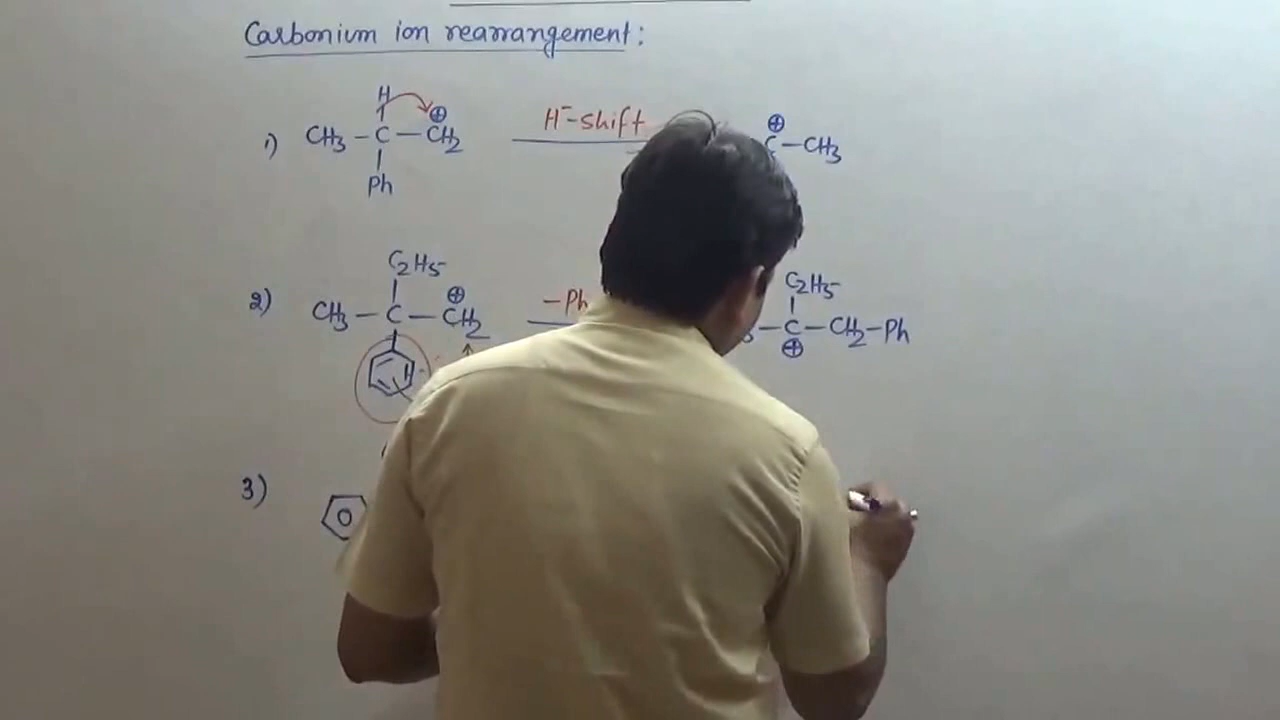 Carbonium ion rearrangement:
H
⊕
H⁻-shift
⊕
1) CH₃ - C - CH₂
C - CH₃
Ph
C₂H₅
C₂H₅
2) CH₃ - C - CH₂
⊕
-Ph
- C - CH₂ - Ph
⊕
H
3)